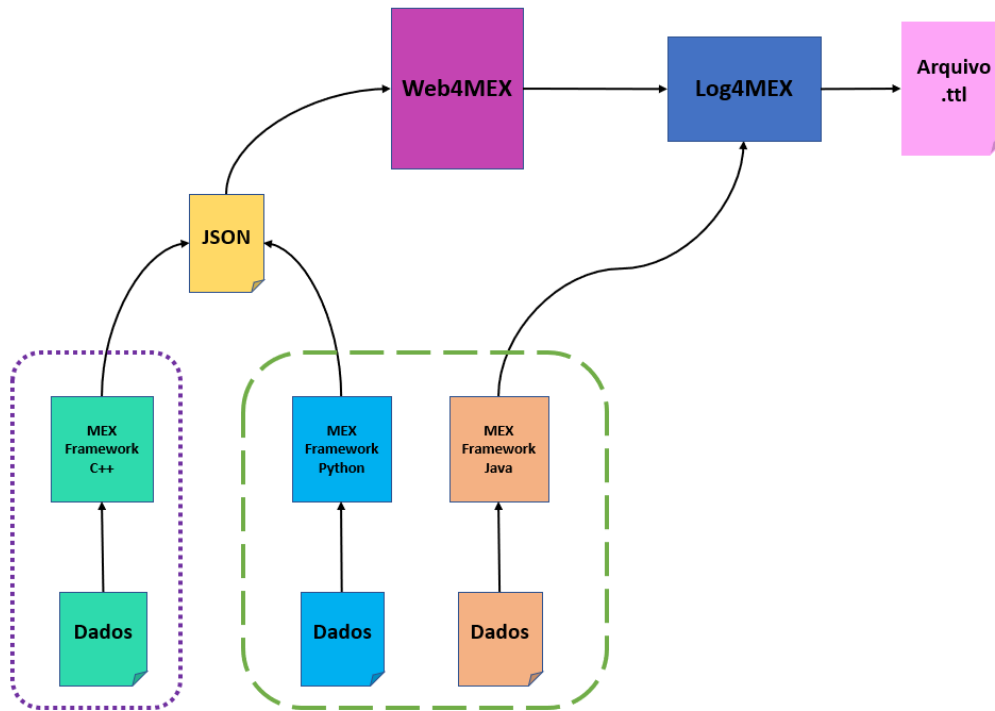 Web4MEX
Log4MEX
Arquivo
.ttl
JSON
MEX
Framework
C++
MEX
Framework
Python
MEX
Framework
Java
Dados
Dados
Dados